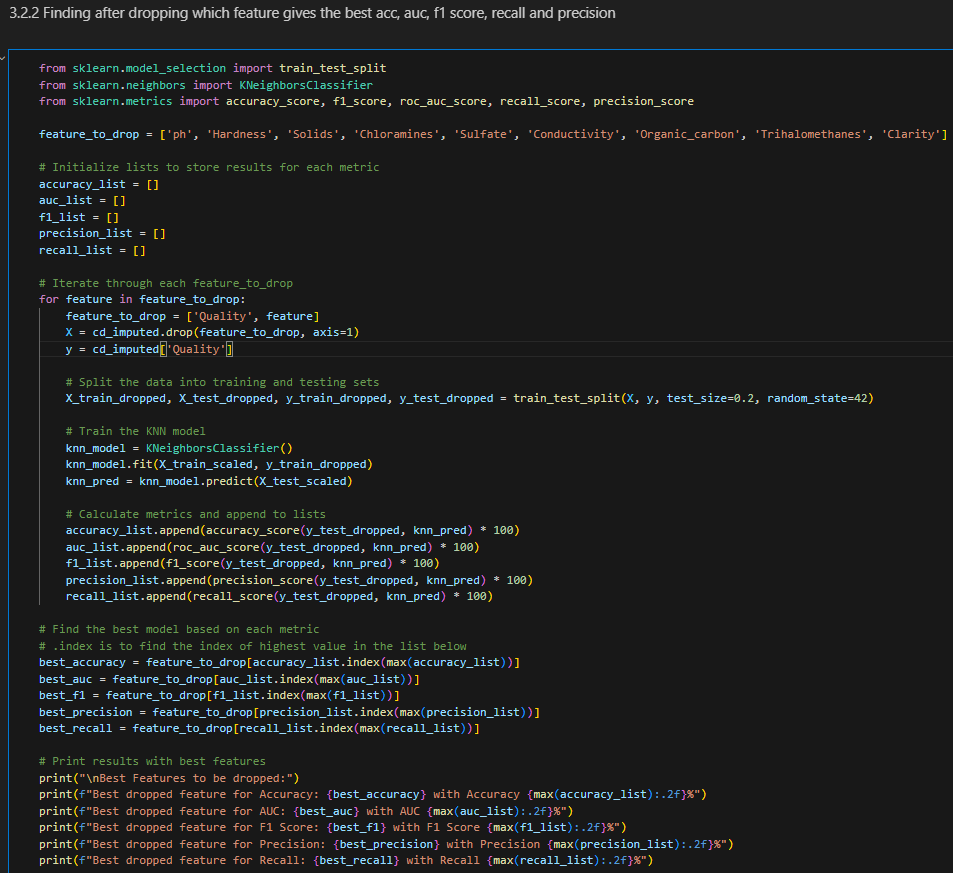 3.2.2 Finding after dropping which feature gives the best acc, auc, f1 score, recall and precision
from sklearn.model_selection import train_test_split
from sklearn.neighbors import KNeighborsClassifier
from sklearn.metrics import accuracy_score, f1_score, roc_auc_score, recall_score, precision_score
feature_to_drop = ['ph', 'Hardness', 'Solids', 'Chloramines', 'Sulfate', 'Conductivity', 'Organic_carbon', 'Trihalomethanes', 'Clarity']
# Initialize lists to store results for each metric
accuracy_list = []
auc_list = []
f1_list = []
precision_list = []
recall_list = []
# Iterate through each feature_to_drop
for feature in feature_to_drop:
    feature_to_drop = ['Quality', feature]
    X = cd_imputed.drop(feature_to_drop, axis=1)
    y = cd_imputed['Quality']
    # Split the data into training and testing sets
    X_train_dropped, X_test_dropped, y_train_dropped, y_test_dropped = train_test_split(X, y, test_size=0.2, random_state=42)
    # Train the KNN model
    knn_model = KNeighborsClassifier()
    knn_model.fit(X_train_scaled, y_train_dropped)
    knn_pred = knn_model.predict(X_test_scaled)
    # Calculate metrics and append to lists
    accuracy_list.append(accuracy_score(y_test_dropped, knn_pred) * 100)
    auc_list.append(roc_auc_score(y_test_dropped, knn_pred) * 100)
    f1_list.append(f1_score(y_test_dropped, knn_pred) * 100)
    precision_list.append(precision_score(y_test_dropped, knn_pred) * 100)
    recall_list.append(recall_score(y_test_dropped, knn_pred) * 100)
# Find the best model based on each metric
# .index is to find the index of highest value in the list below
best_accuracy = feature_to_drop[accuracy_list.index(max(accuracy_list))]
best_auc = feature_to_drop[auc_list.index(max(auc_list))]
best_f1 = feature_to_drop[f1_list.index(max(f1_list))]
best_precision = feature_to_drop[precision_list.index(max(precision_list))]
best_recall = feature_to_drop[recall_list.index(max(recall_list))]
# Print results with best features
print("\nBest Features to be dropped:")
print(f"Best dropped feature for Accuracy: {best_accuracy} with Accuracy {max(accuracy_list):.2f}%")
print(f"Best dropped feature for AUC: {best_auc} with AUC {max(auc_list):.2f}%")
print(f"Best dropped feature for F1 Score: {best_f1} with F1 Score {max(f1_list):.2f}%")
print(f"Best dropped feature for Precision: {best_precision} with Precision {max(precision_list):.2f}%")
print(f"Best dropped feature for Recall: {best_recall} with Recall {max(recall_list):.2f}%")